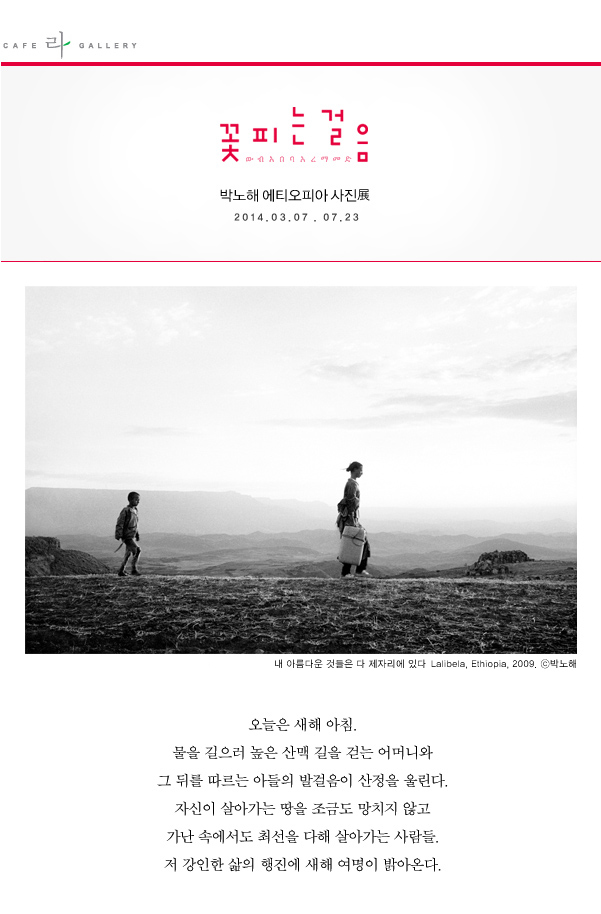 CAFE 라 GALLERY
꽃피는걸음
박노해 에티오피아 사진展
2014.03.07 . 07.23
내 아름다운 것들은 다 제자리에 있다 Lalibela, Ethiopia, 2009. ⓒ박노해
오늘은 새해 아침.
물을 길으러 높은 산맥 길을 걷는 어머니와
그 뒤를 따르는 아들의 발걸음이 산정을 울린다.
자신이 살아가는 땅을 조금도 망치지 않고
가난 속에서도 최선을 다해 살아가는 사람들.
저 강인한 삶의 행진에 새해 여명이 밝아온다.